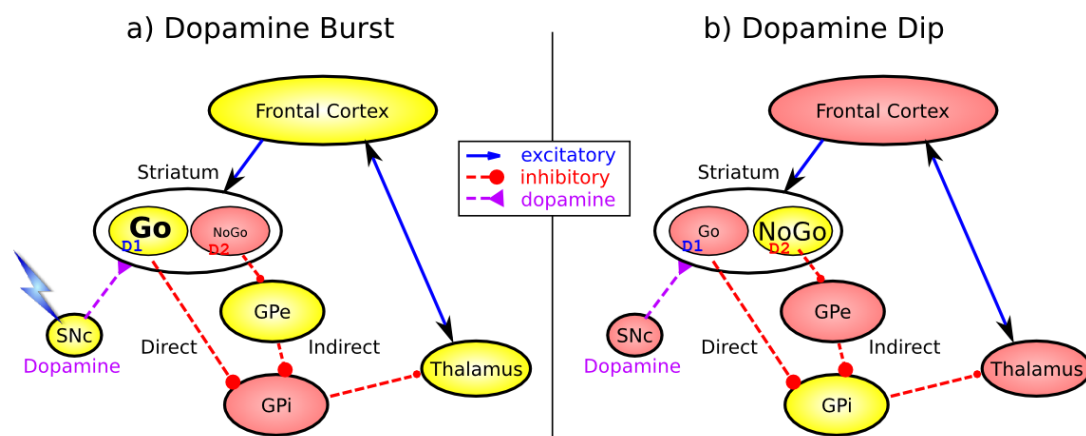 a) Dopamine Burst
b) Dopamine Dip
Frontal Cortex
Striatum
Go
D1
NoGo
D2
GPe
SNc
Dopamine
Direct
Indirect
GPi
Thalamus
excitatory
inhibitory
dopamine
Frontal Cortex
Striatum
Go
D1
NoGo
D2
GPe
SNc
Dopamine
Direct
Indirect
GPi
Thalamus